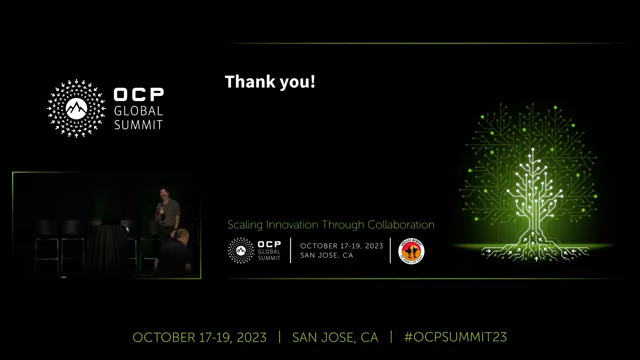 OCP
GLOBAL
SUMMIT
Thank you!
Scaling Innovation Through Collaboration
OCP
GLOBAL
SUMMIT
OCTOBER 17-19, 2023
SAN JOSE, CA
OCTOBER 17-19, 2023 | SAN JOSE, CA | #OCPSUMMIT23